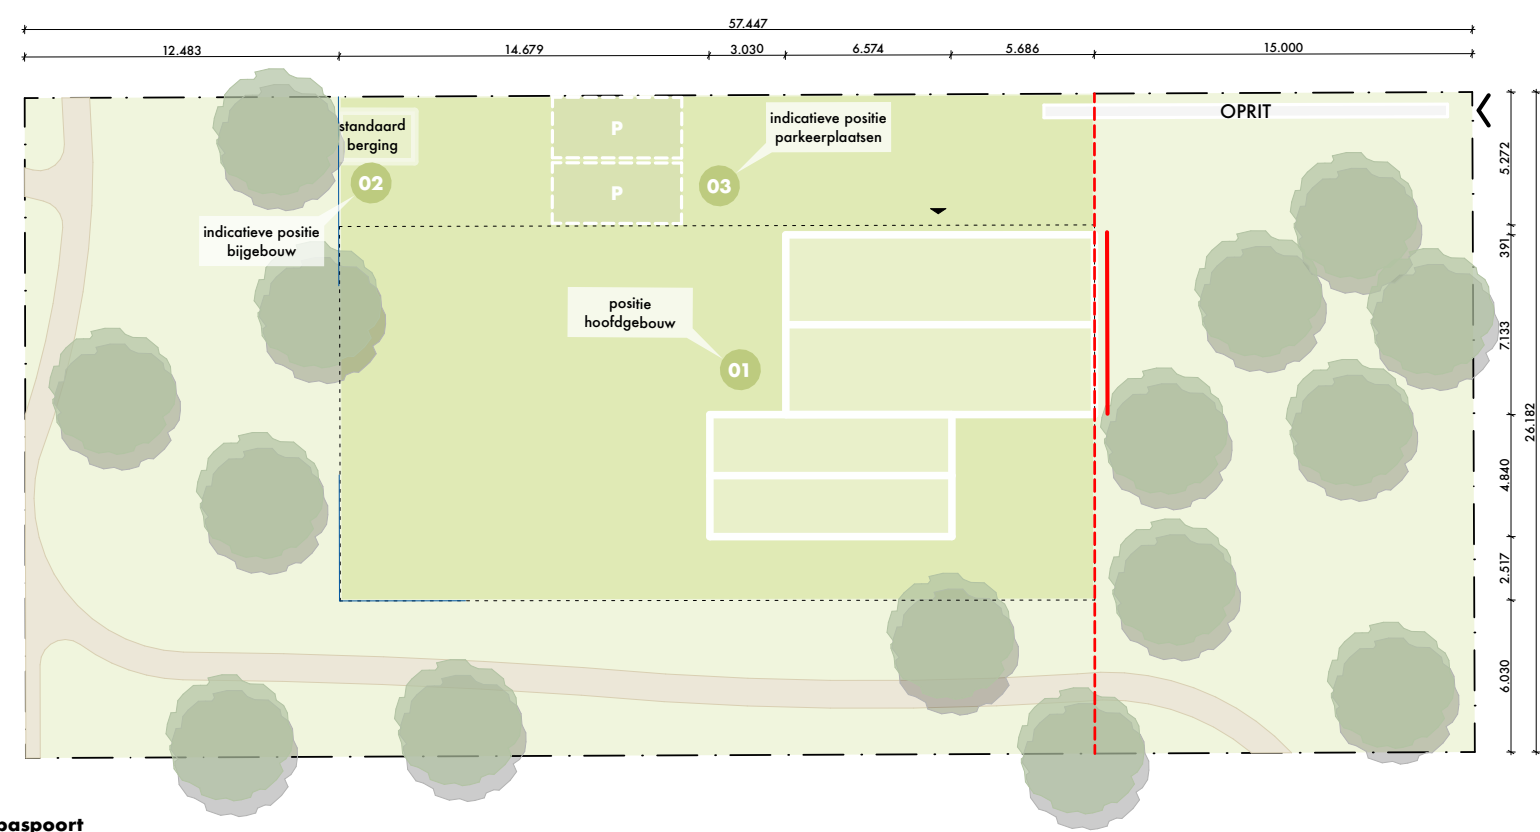 57.447
12.483
14.679
3.030
6.574
5.686
15.000
standaard
berging
02
indicatieve positie
bijgebouw
P
P
03
indicatieve positie
parkeerplaatsen
OPRIT
positie
hoofdgebouw
01
5.272
391
7.133
4.840
2.517
6.030
26.182
paspoort